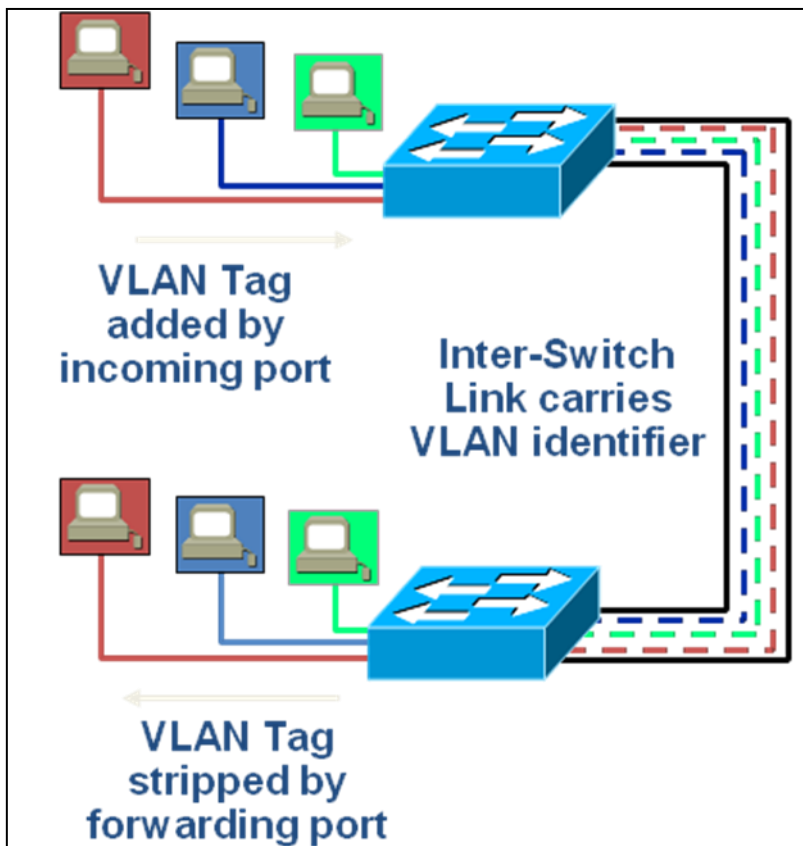 VLAN Tag
added by
incoming port
Inter-Switch
Link carries
VLAN identifier
VLAN Tag
stripped by
forwarding port